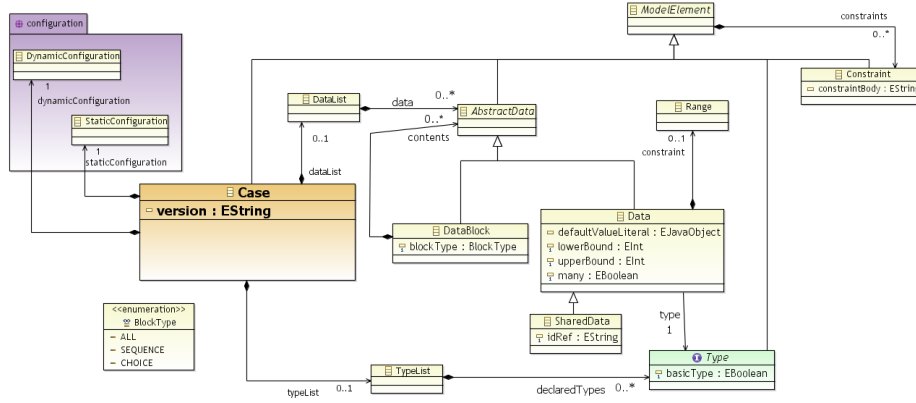 configuration
DynamicConfiguration
1
dynamicConfiguration
StaticConfiguration
1
staticConfiguration
ModelElement
constraints
0..*
Constraint
constraintBody : EString
DataList
data
0..*
AbstractData
0..*
contents
0..1
dataList
Range
0..1
constraint
Case
version : EString
DataBlock
blockType : BlockType
Data
defaultValueLiteral : EJavaObject
lowerBound : EInt
upperBound : EInt
many : EBoolean
<<enumeration>>
BlockType
ALL
SEQUENCE
CHOICE
SharedData
idRef : EString
type
1
Type
basicType : EBoolean
TypeList
typeList
0..1
declaredTypes
0..*